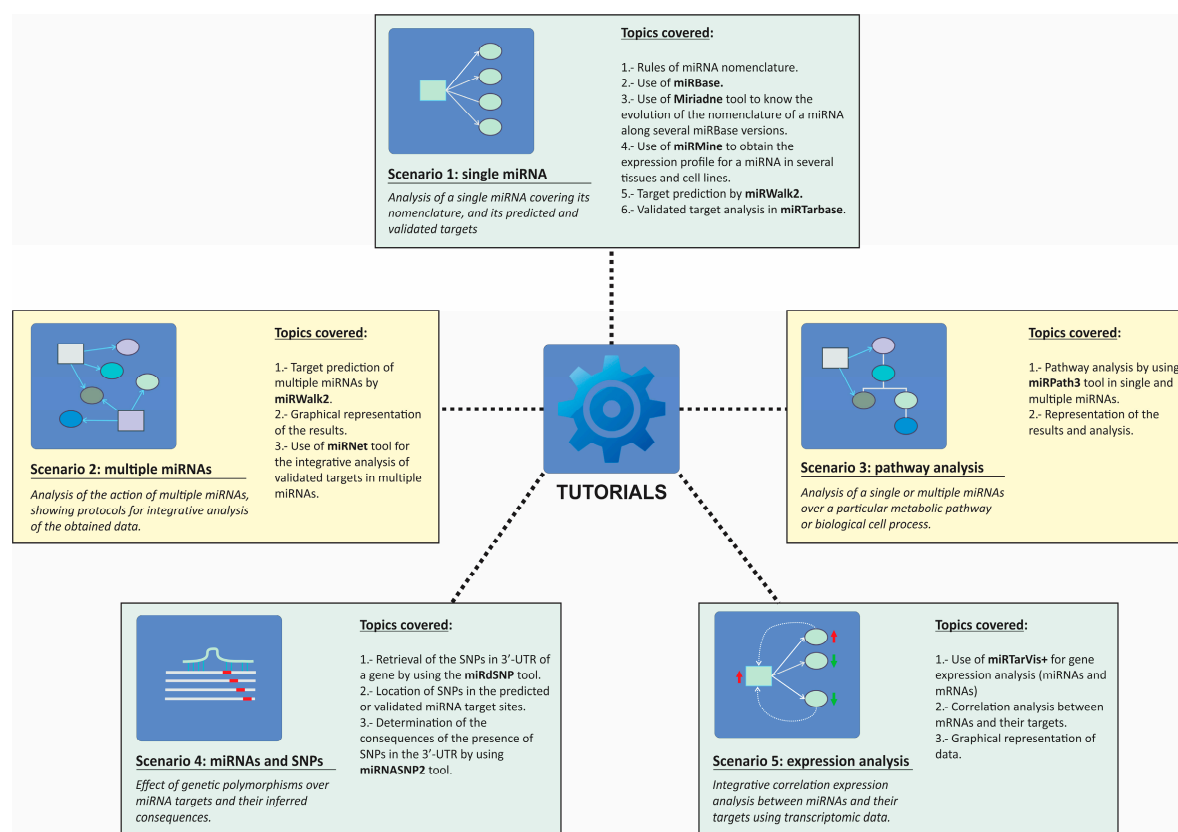 Scenario 1: single miRNA
Analysis of a single miRNA covering its
nomenclature, and its predicted and
validated targets
Topics covered:
1.- Rules of miRNA nomenclature.
2.- Use of miRBase.
3.- Use of Miriadne tool to know the
evolution of the nomenclature of a miRNA
along several miRBase versions.
4.- Use of miRMine to obtain the
expression profile for a miRNA in several
tissues and cell lines.
5.- Target prediction by miRWalk2.
6.- Validated target analysis in miRTarbase.
Scenario 2: multiple miRNAs
Analysis of the action of multiple miRNAs,
showing protocols for integrative analysis
of the obtained data.
Topics covered:
1.- Target prediction of
multiple miRNAs by
miRWalk2.
2.- Graphical representation
of the results.
3.- Use of miRNet tool for
the integrative analysis of
validated targets in multiple
miRNAs.
TUTORIALS
Scenario 3: pathway analysis
Analysis of a single or multiple miRNAs
over a particular metabolic pathway
or biological cell process.
Topics covered:
1.- Pathway analysis by using
miRPath3 tool in single and
multiple miRNAs.
2.- Representation of the
results and analysis.
Scenario 4: miRNAs and SNPs
Effect of genetic polymorphisms over
miRNA targets and their inferred
consequences.
Topics covered:
1.- Retrieval of the SNPs in 3′-UTR of
a gene by using the miRdSNP tool.
2.- Location of SNPs in the predicted
or validated miRNA target sites.
3.- Determination of the
consequences of the presence of
SNPs in the 3′-UTR by using
miRNASNP2 tool.
Scenario 5: expression analysis
Integrative correlation expression
analysis between miRNAs and their
targets using transcriptomic data.
Topics covered:
1.- Use of miRTarVis+ for gene
expression analysis (miRNAs and
mRNAs)
2.- Correlation analysis between
mRNAs and their targets.
3.- Graphical representation of
data.